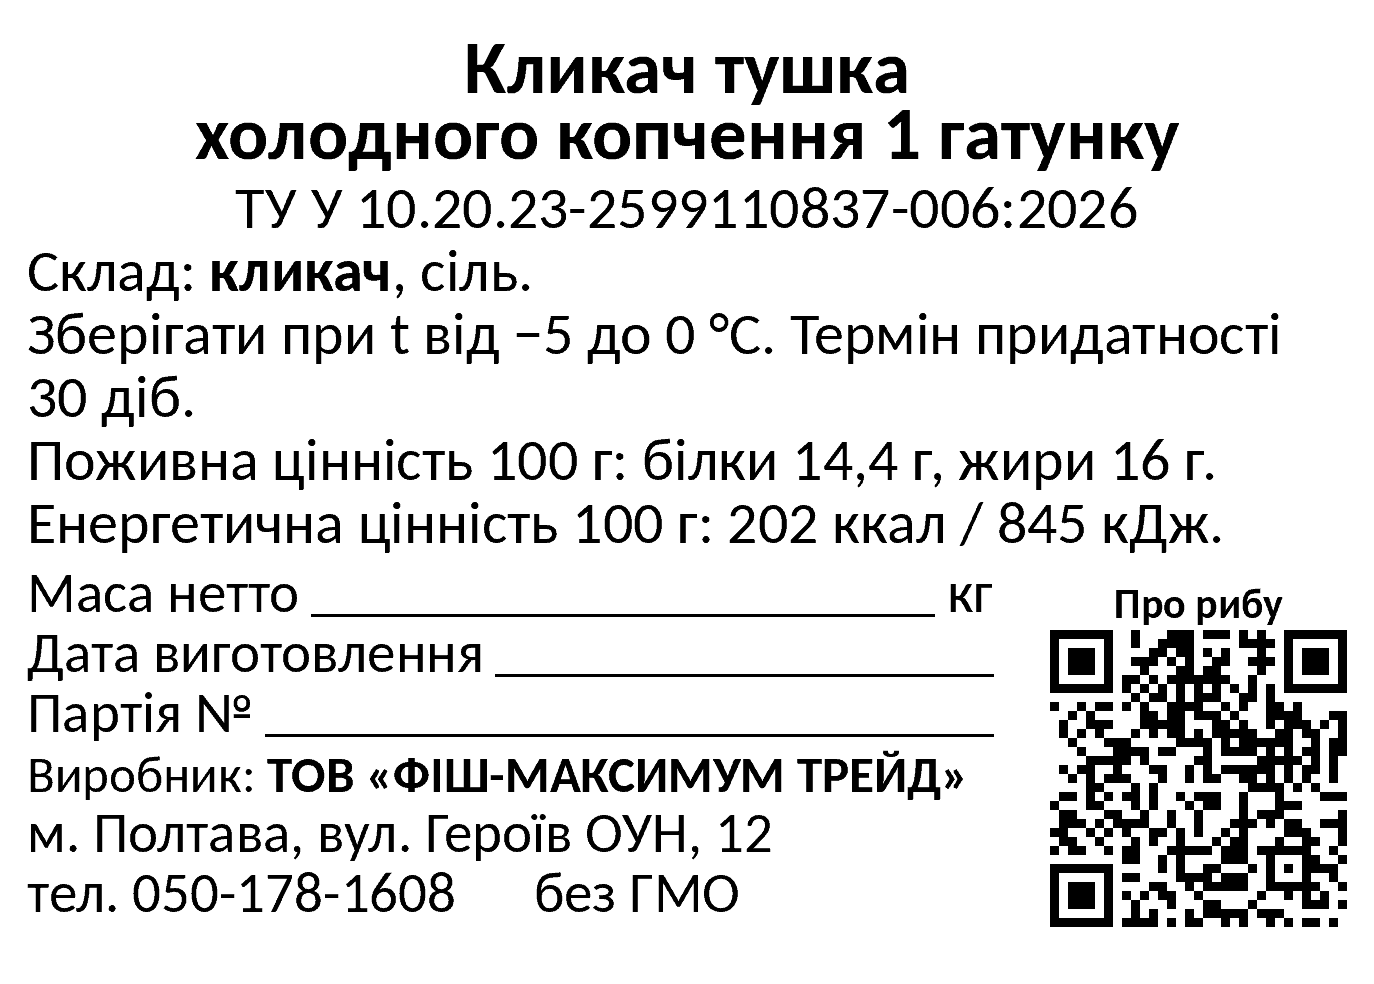 Кликач тушка
холодного копчення 1 гатунку
ТУ У 10.20.23-2599110837-006:2026
Склад: кликач, сіль.
Зберігати при t від −5 до 0 °C. Термін придатності
30 діб.
Поживна цінність 100 г: білки 14,4 г, жири 16 г.
Енергетична цінність 100 г: 202 ккал / 845 кДж.
Маса нетто ____________________ кг
Дата виготовлення ________________
Партія № ________________________
Про рибу
Виробник: ТОВ «ФІШ-МАКСИМУМ ТРЕЙД»
м. Полтава, вул. Героїв ОУН, 12
тел. 050-178-1608 без ГМО